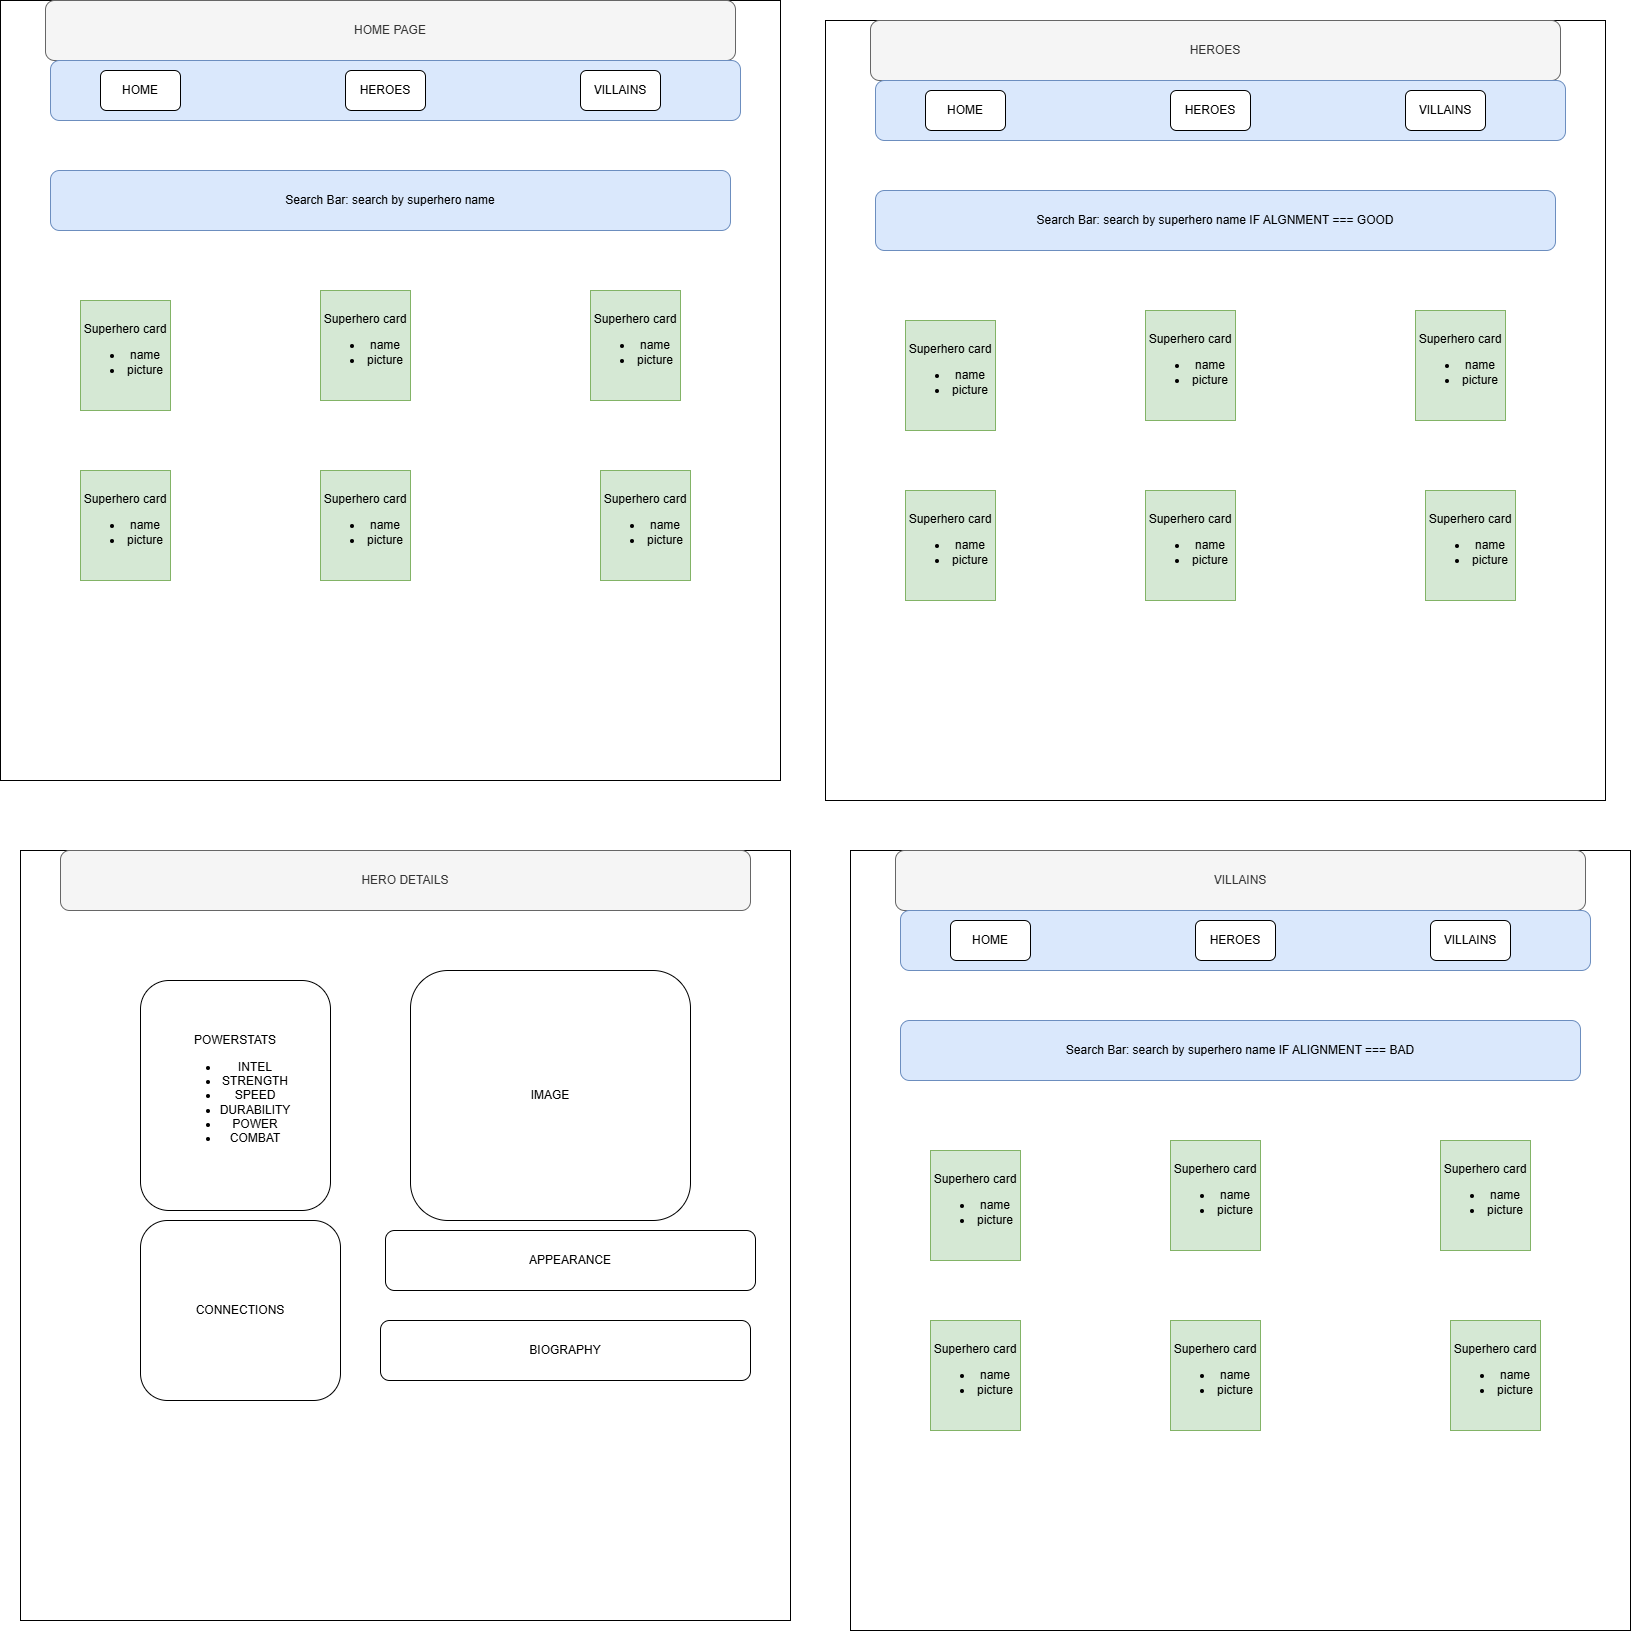 HOME PAGE
HOME
HEROES
VILLAINS
Search Bar: search by superhero name
Superhero card
• name
• picture
Superhero card
• name
• picture
Superhero card
• name
• picture
Superhero card
• name
• picture
Superhero card
• name
• picture
Superhero card
• name
• picture
HEROES
HOME
HEROES
VILLAINS
Search Bar: search by superhero name IF ALGNMENT === GOOD
Superhero card
• name
• picture
Superhero card
• name
• picture
Superhero card
• name
• picture
Superhero card
• name
• picture
Superhero card
• name
• picture
Superhero card
• name
• picture
HERO DETAILS
POWERSTATS
• INTEL
• STRENGTH
• SPEED
• DURABILITY
• POWER
• COMBAT
IMAGE
CONNECTIONS
APPEARANCE
BIOGRAPHY
VILLAINS
HOME
HEROES
VILLAINS
Search Bar: search by superhero name IF ALIGNMENT === BAD
Superhero card
• name
• picture
Superhero card
• name
• picture
Superhero card
• name
• picture
Superhero card
• name
• picture
Superhero card
• name
• picture
Superhero card
• name
• picture